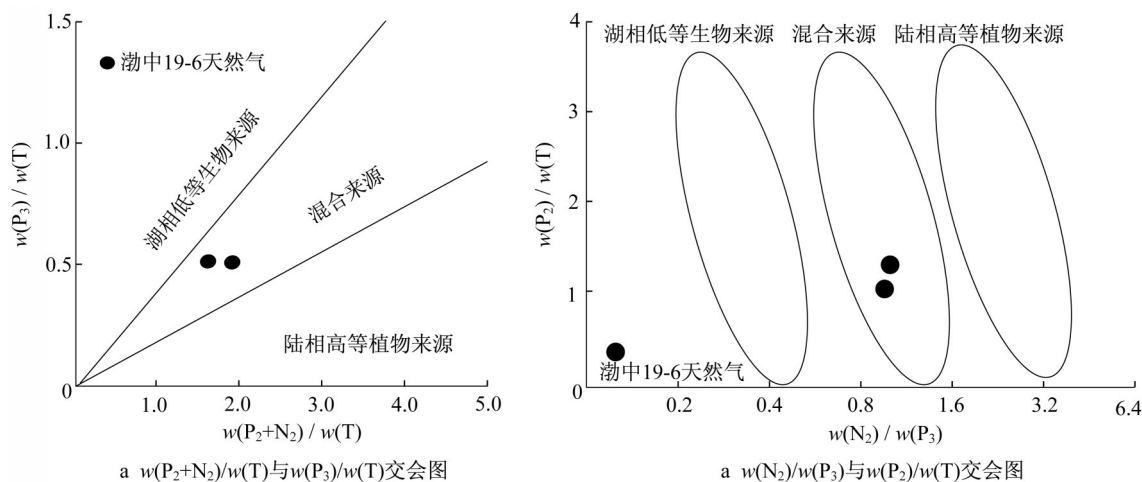 1.5
1.0
0.5
0
w(P₃) / w(T)
渤中19-6天然气
湖相低等生物来源
混合来源
陆相高等植物来源
1.0 2.0 3.0 4.0 5.0
w(P₂+N₂) / w(T)
a w(P₂+N₂)/w(T)与w(P₃)/w(T)交会图
4
3
2
1
0
w(P₂) / w(T)
湖相低等生物来源 混合来源 陆相高等植物来源
渤中19-6天然气
0.2 0.4 0.8 1.6 3.2 6.4
w(N₂) / w(P₃)
a w(N₂)/w(P₃)与w(P₂)/w(T)交会图